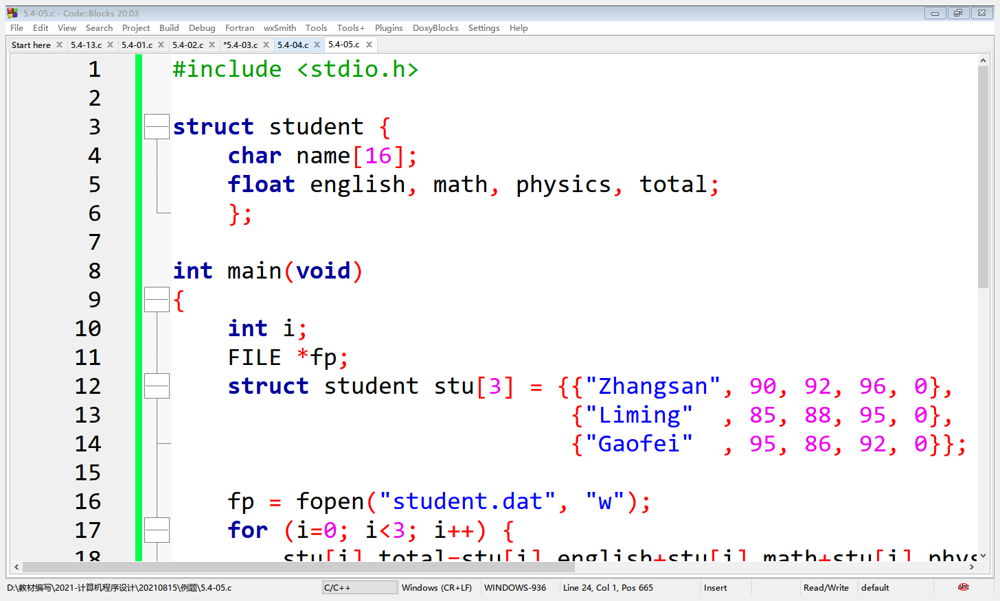 5.4-05.c - Code::Blocks 20.03
File Edit View Search Project Build Debug Fortran wxSmith Tools Tools+ Plugins DoxyBlocks Settings Help
Start here 5.4-13.c 5.4-01.c 5.4-02.c *5.4-03.c 5.4-04.c 5.4-05.c
1 #include <stdio.h>
2
3 struct student {
4 char name[16];
5 float english, math, physics, total;
6 };
7
8 int main(void)
9 {
10 int i;
11 FILE *fp;
12 struct student stu[3] = {{"Zhangsan", 90, 92, 96, 0},
13 {"Liming"  , 85, 88, 95, 0},
14 {"Gaofei"  , 95, 86, 92, 0}};
15
16 fp = fopen("student.dat", "w");
17 for (i=0; i<3; i++) {
18 stu[i].total=stu[i].english+stu[i].math+stu[i].phys
D:\教材编写\2021-计算机程序设计\20210815\例题\5.4-05.c C/C++ Windows (CR+LF) WINDOWS-936 Line 24, Col 1, Pos 665 Insert Read/Write default abc